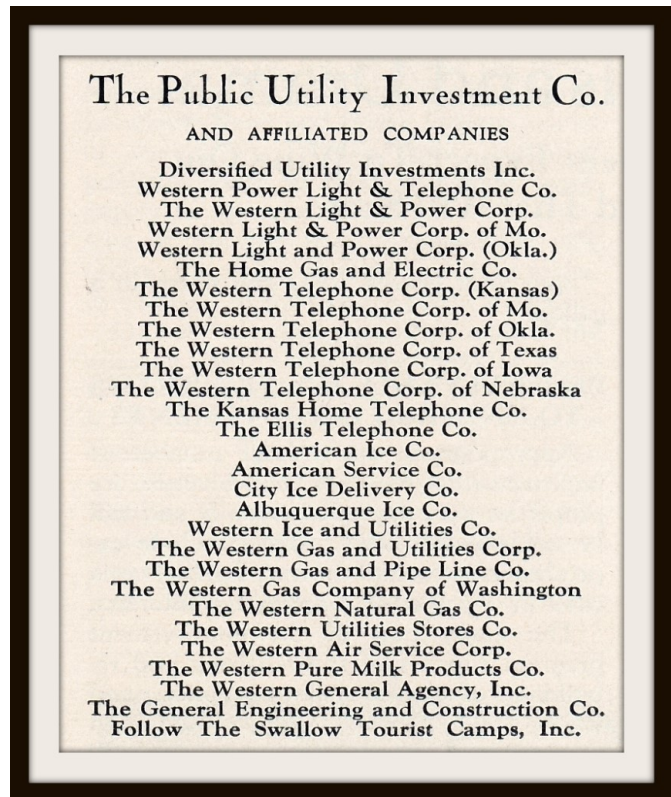 The Public Utility Investment Co.
AND AFFILIATED COMPANIES
Diversified Utility Investments Inc.
Western Power Light & Telephone Co.
The Western Light & Power Corp.
Western Light & Power Corp. of Mo.
Western Light and Power Corp. (Okla.)
The Home Gas and Electric Co.
The Western Telephone Corp. (Kansas)
The Western Telephone Corp. of Mo.
The Western Telephone Corp. of Okla.
The Western Telephone Corp. of Texas
The Western Telephone Corp. of Iowa
The Western Telephone Corp. of Nebraska
The Kansas Home Telephone Co.
The Ellis Telephone Co.
American Ice Co.
American Service Co.
City Ice Delivery Co.
Albuquerque Ice Co.
Western Ice and Utilities Co.
The Western Gas and Utilities Corp.
The Western Gas and Pipe Line Co.
The Western Gas Company of Washington
The Western Natural Gas Co.
The Western Utilities Stores Co.
The Western Air Service Corp.
The Western Pure Milk Products Co.
The Western General Agency, Inc.
The General Engineering and Construction Co.
Follow The Swallow Tourist Camps, Inc.